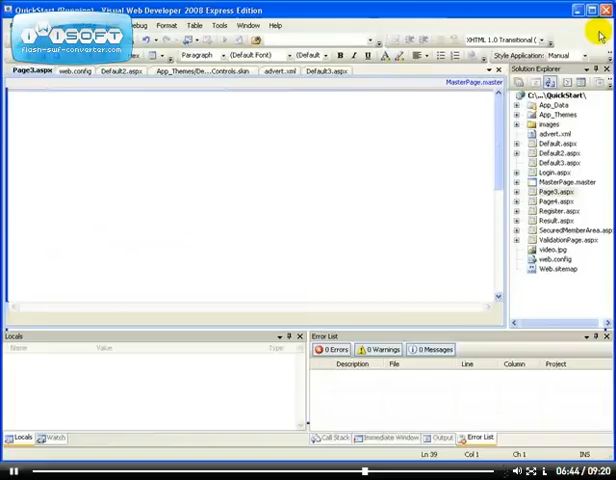 QuickStart (Running) - Visual Web Developer 2008 Express Edition
Debug Format Table Tools Window Help
iWiSOFT
flash-swf-converter.com
XHTML 1.0 Transitional (
Paragraph (Default Font) (Default B I U A Style Application: Manual
Page3.aspx web.config Default2.aspx App_Themes/De...Controls.skin advert.xml Default3.aspx
MasterPage.master
Solution Explorer
C:\...\QuickStart\
App_Data
App_Themes
images
advert.xml
Default.aspx
Default2.aspx
Default3.aspx
Login.aspx
MasterPage.master
Page3.aspx
Page4.aspx
Register.aspx
Result.aspx
SecuredMemberArea.asp
ValidationPage.aspx
video.jpg
web.config
Web.sitemap
Locals
Name Value Type
Locals Watch
Error List
0 Errors 0 Warnings 0 Messages
Description File Line Column Project
Call Stack Immediate Window Output Error List
Ln 39 Col 1 Ch 1 INS
06:44 / 09:20